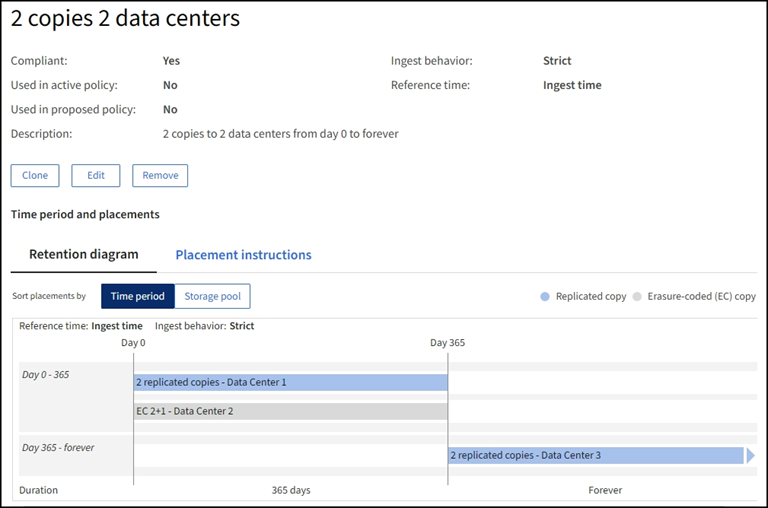 2 copies 2 data centers
Compliant: Yes Ingest behavior: Strict
Used in active policy: No Reference time: Ingest time
Used in proposed policy: No
Description: 2 copies to 2 data centers from day 0 to forever
Clone Edit Remove
Time period and placements
Retention diagram Placement instructions
Sort placements by Time period Storage pool Replicated copy Erasure-coded (EC) copy
Reference time: Ingest time Ingest behavior: Strict
Day 0 Day 365
Day 0 - 365 2 replicated copies - Data Center 1
EC 2+1 - Data Center 2
Day 365 - forever 2 replicated copies - Data Center 3
Duration 365 days Forever